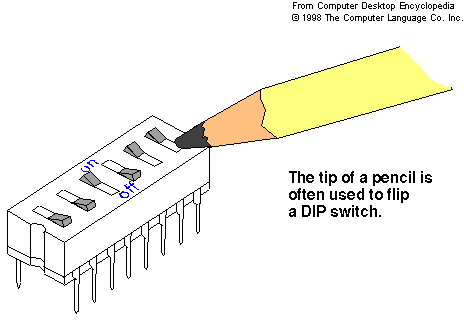 From Computer Desktop Encyclopedia
© 1998 The Computer Language Co. Inc.
on
off
The tip of a pencil is
often used to flip
a DIP switch.